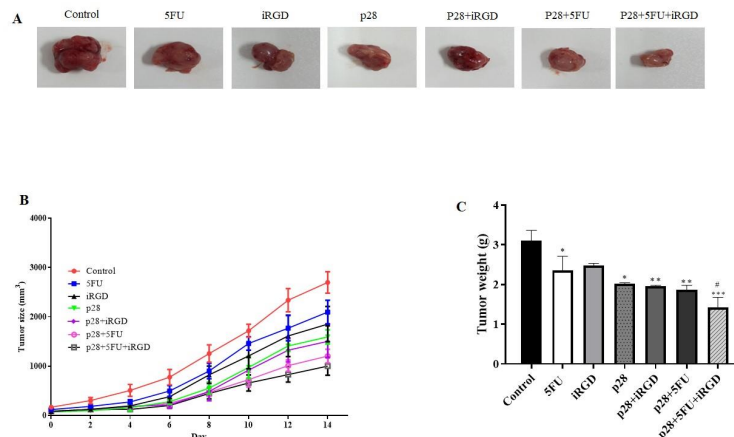 A
Control 5FU iRGD p28 P28+iRGD P28+5FU P28+5FU+iRGD
B
Tumor size (mm3)
4000
3000
2000
1000
0
Control
5FU
iRGD
p28
p28+iRGD
p28+5FU
p28+5FU+iRGD
0 2 4 6 8 10 12 14
Day
C
Tumor weight (g)
4
3
2
1
0
* * ** ** # ***
Control 5FU iRGD p28 p28+iRGD p28+5FU p28+5FU+iRGD